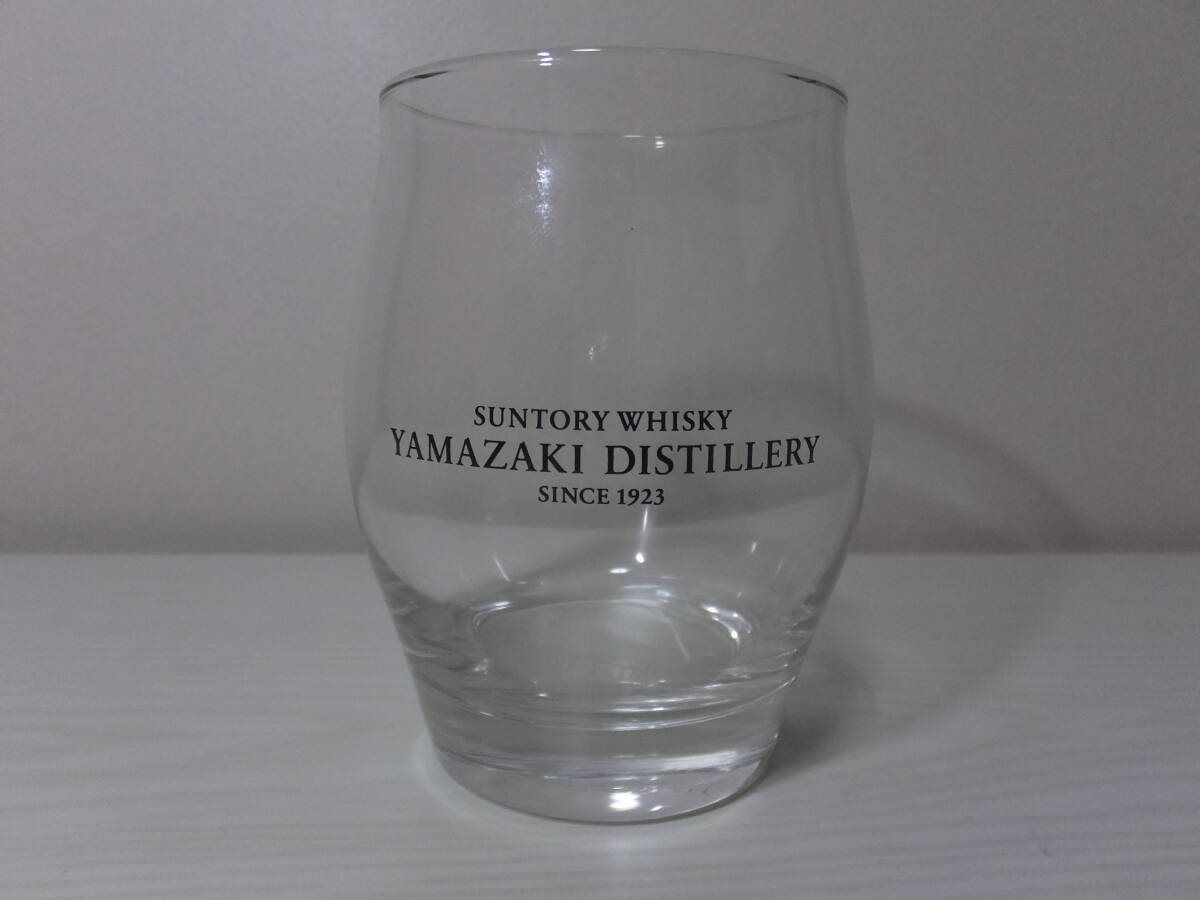 SUNTORY WHISKY
YAMAZAKI DISTILLERY
SINCE 1923